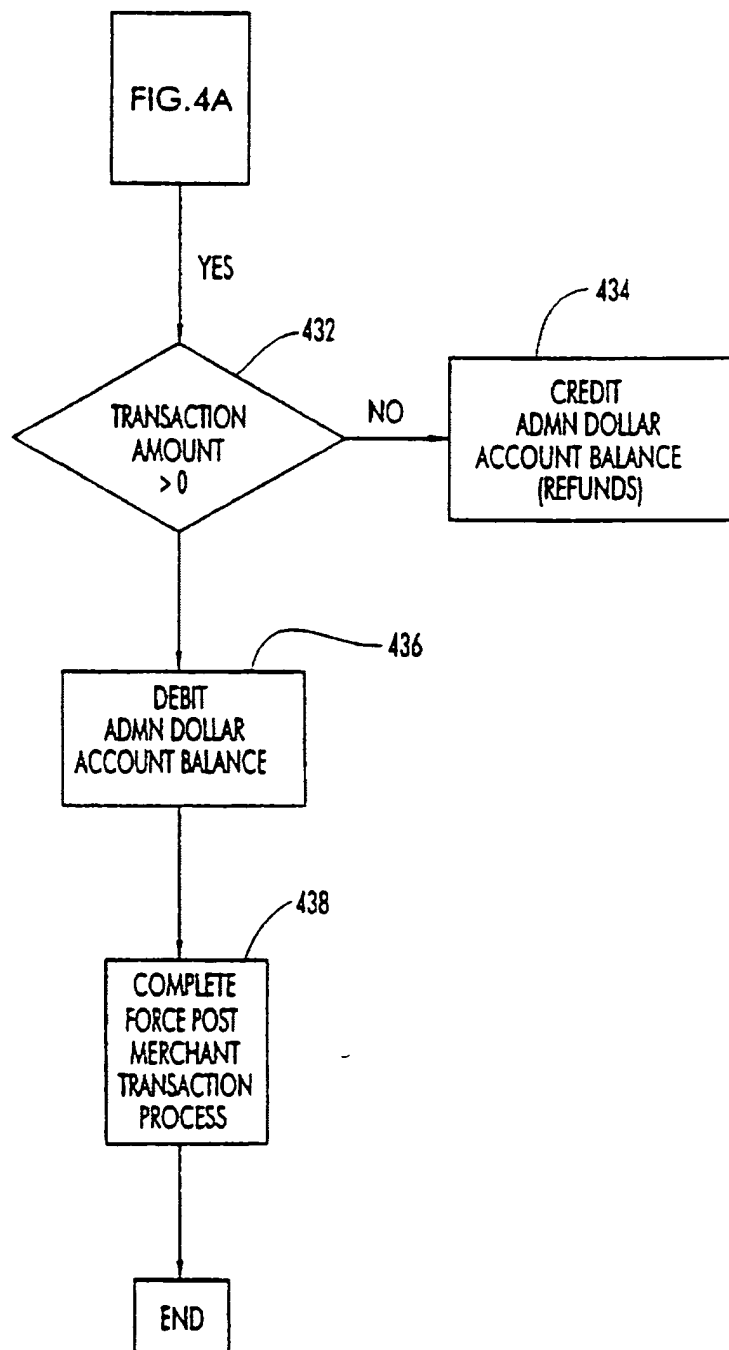 FIG.4A
YES
432
TRANSACTION
AMOUNT
> 0
NO
434
CREDIT
ADMN DOLLAR
ACCOUNT BALANCE
(REFUNDS)
436
DEBIT
ADMN DOLLAR
ACCOUNT BALANCE
438
COMPLETE
FORCE POST
MERCHANT
TRANSACTION
PROCESS
END